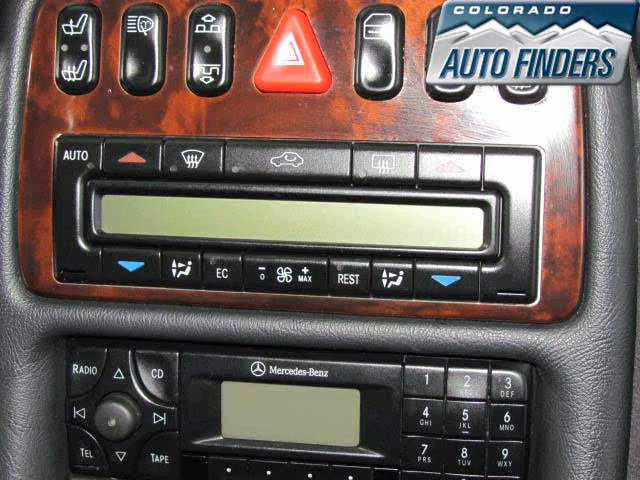 COLORADO
AUTO FINDERS
AUTO
EC
0
MAX
REST
RADIO
CD
TEL
TAPE
Mercedes-Benz
1
2
3
DEF
4
GHI
5
JKL
6
MNO
7
PRS
8
TUV
9
WXY